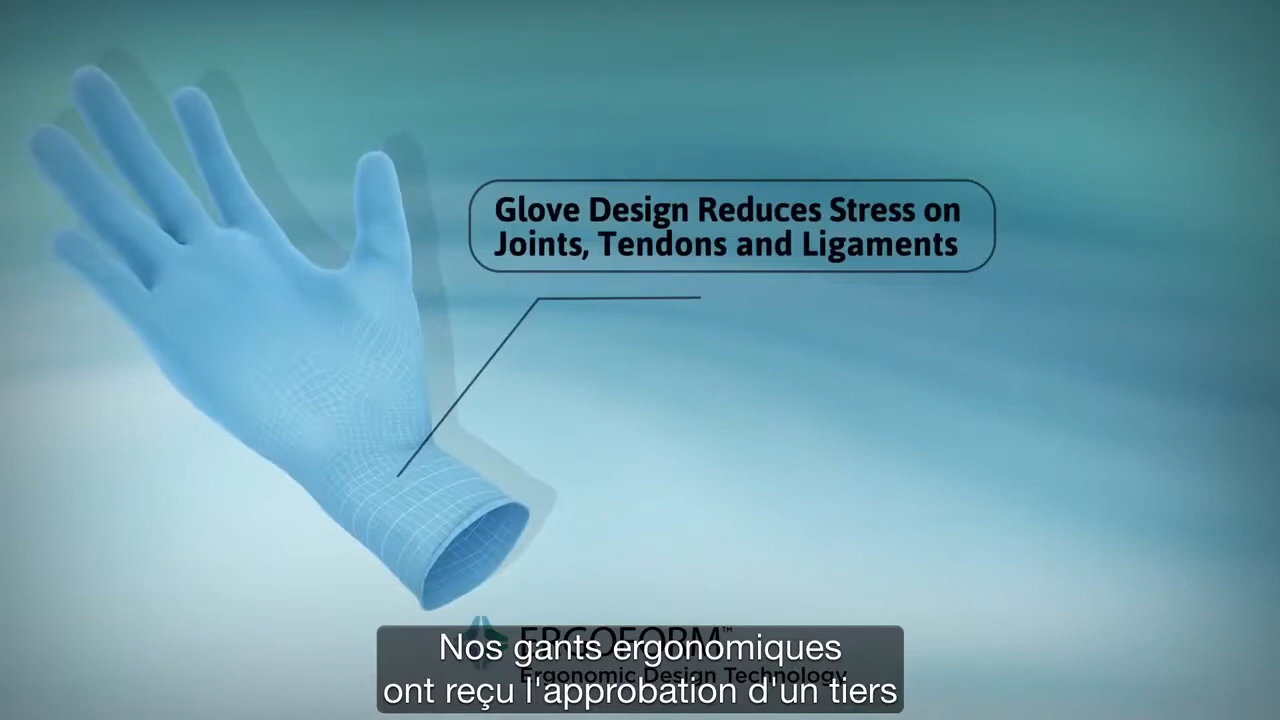 Glove Design Reduces Stress on
Joints, Tendons and Ligaments
ERGOFORM™
Ergonomic Design Technology
Nos gants ergonomiques
ont reçu l'approbation d'un tiers